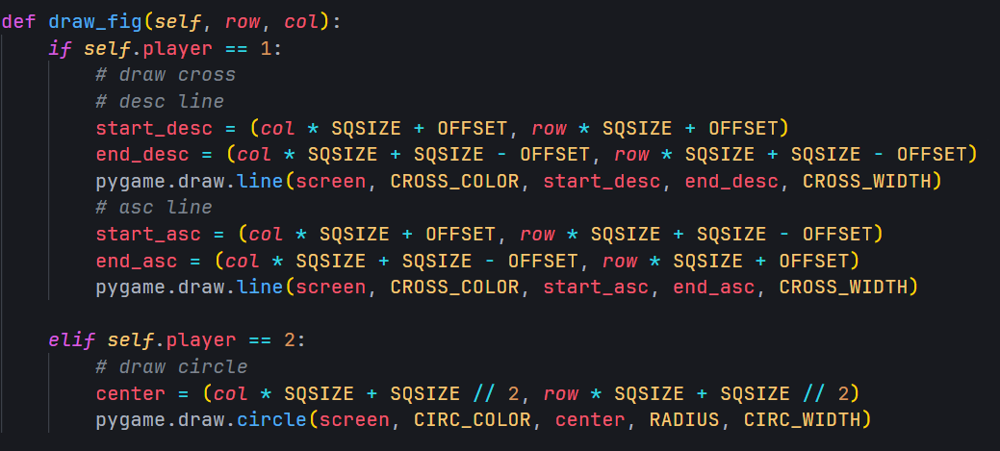 def draw_fig(self, row, col):
    if self.player == 1:
        # draw cross
        # desc line
        start_desc = (col * SQSIZE + OFFSET, row * SQSIZE + OFFSET)
        end_desc = (col * SQSIZE + SQSIZE - OFFSET, row * SQSIZE + SQSIZE - OFFSET)
        pygame.draw.line(screen, CROSS_COLOR, start_desc, end_desc, CROSS_WIDTH)
        # asc line
        start_asc = (col * SQSIZE + OFFSET, row * SQSIZE + SQSIZE - OFFSET)
        end_asc = (col * SQSIZE + SQSIZE - OFFSET, row * SQSIZE + OFFSET)
        pygame.draw.line(screen, CROSS_COLOR, start_asc, end_asc, CROSS_WIDTH)

    elif self.player == 2:
        # draw circle
        center = (col * SQSIZE + SQSIZE // 2, row * SQSIZE + SQSIZE // 2)
        pygame.draw.circle(screen, CIRC_COLOR, center, RADIUS, CIRC_WIDTH)